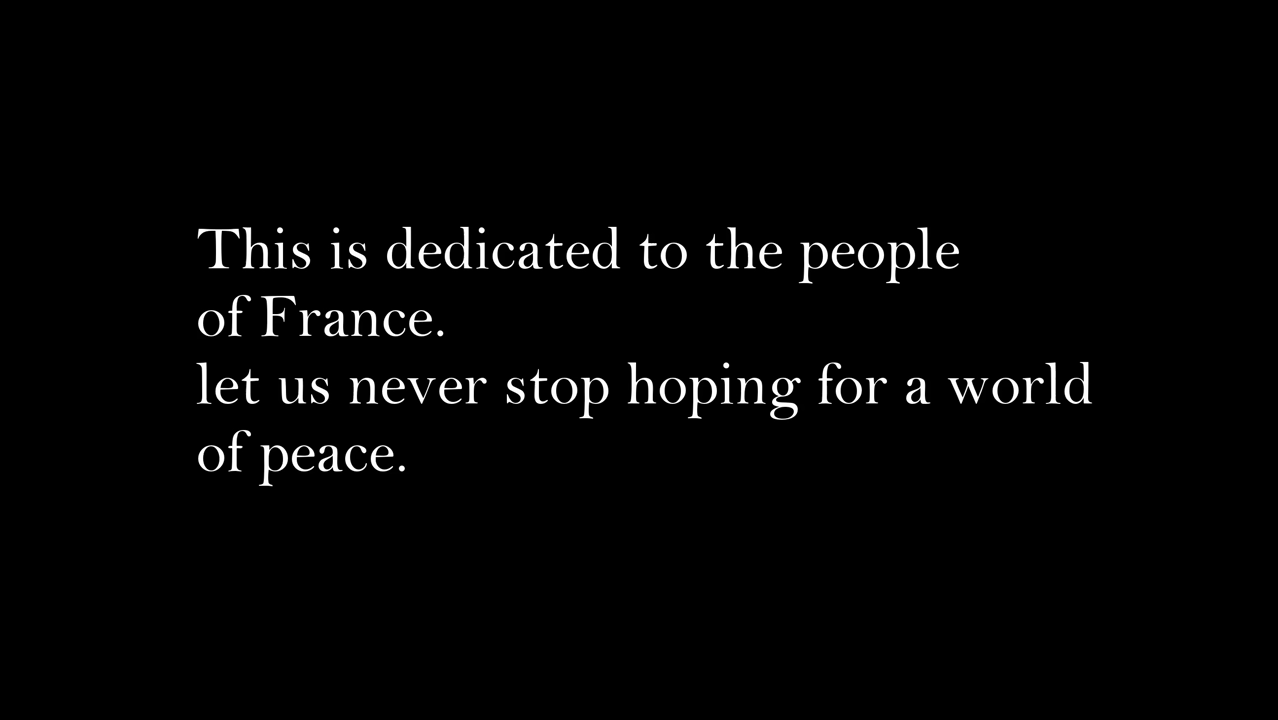 This is dedicated to the people
of France.
let us never stop hoping for a world
of peace.